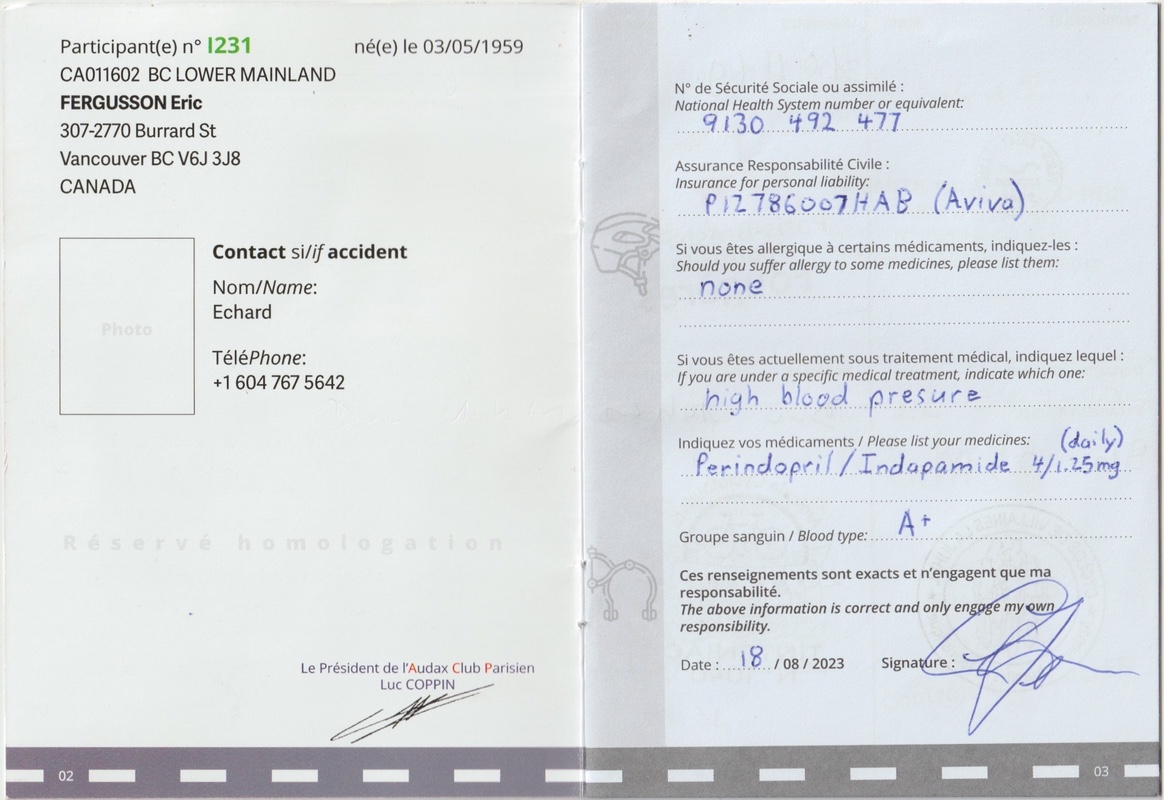 Participant(e) n° I231 né(e) le 03/05/1959
CA011602 BC LOWER MAINLAND
FERGUSSON Eric
307-2770 Burrard St
Vancouver BC V6J 3J8
CANADA
Photo
Contact si/if accident
Nom/Name:
Echard
TéléPhone:
+1 604 767 5642
Réservé homologation
Le Président de l'Audax Club Parisien
Luc COPPIN
02
N° de Sécurité Sociale ou assimilé :
National Health System number or equivalent:
9130 492 477
Assurance Responsabilité Civile :
Insurance for personal liability:
P12786007HAB (Aviva)
Si vous êtes allergique à certains médicaments, indiquez-les :
Should you suffer allergy to some medicines, please list them:
none
Si vous êtes actuellement sous traitement médical, indiquez lequel :
If you are under a specific medical treatment, indicate which one:
high blood presure
Indiquez vos médicaments / Please list your medicines: (daily)
Perindopril/Indapamide 4/1.25mg
Groupe sanguin / Blood type: A+
Ces renseignements sont exacts et n'engagent que ma
responsabilité.
The above information is correct and only engage my own
responsibility.
Date : 18 / 08 / 2023 Signature :
03